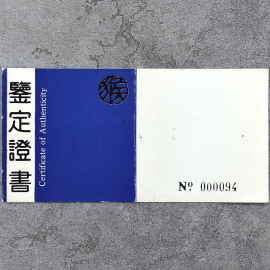 鑒定證書
Certificate of Authenticity
猴
Nº 000094